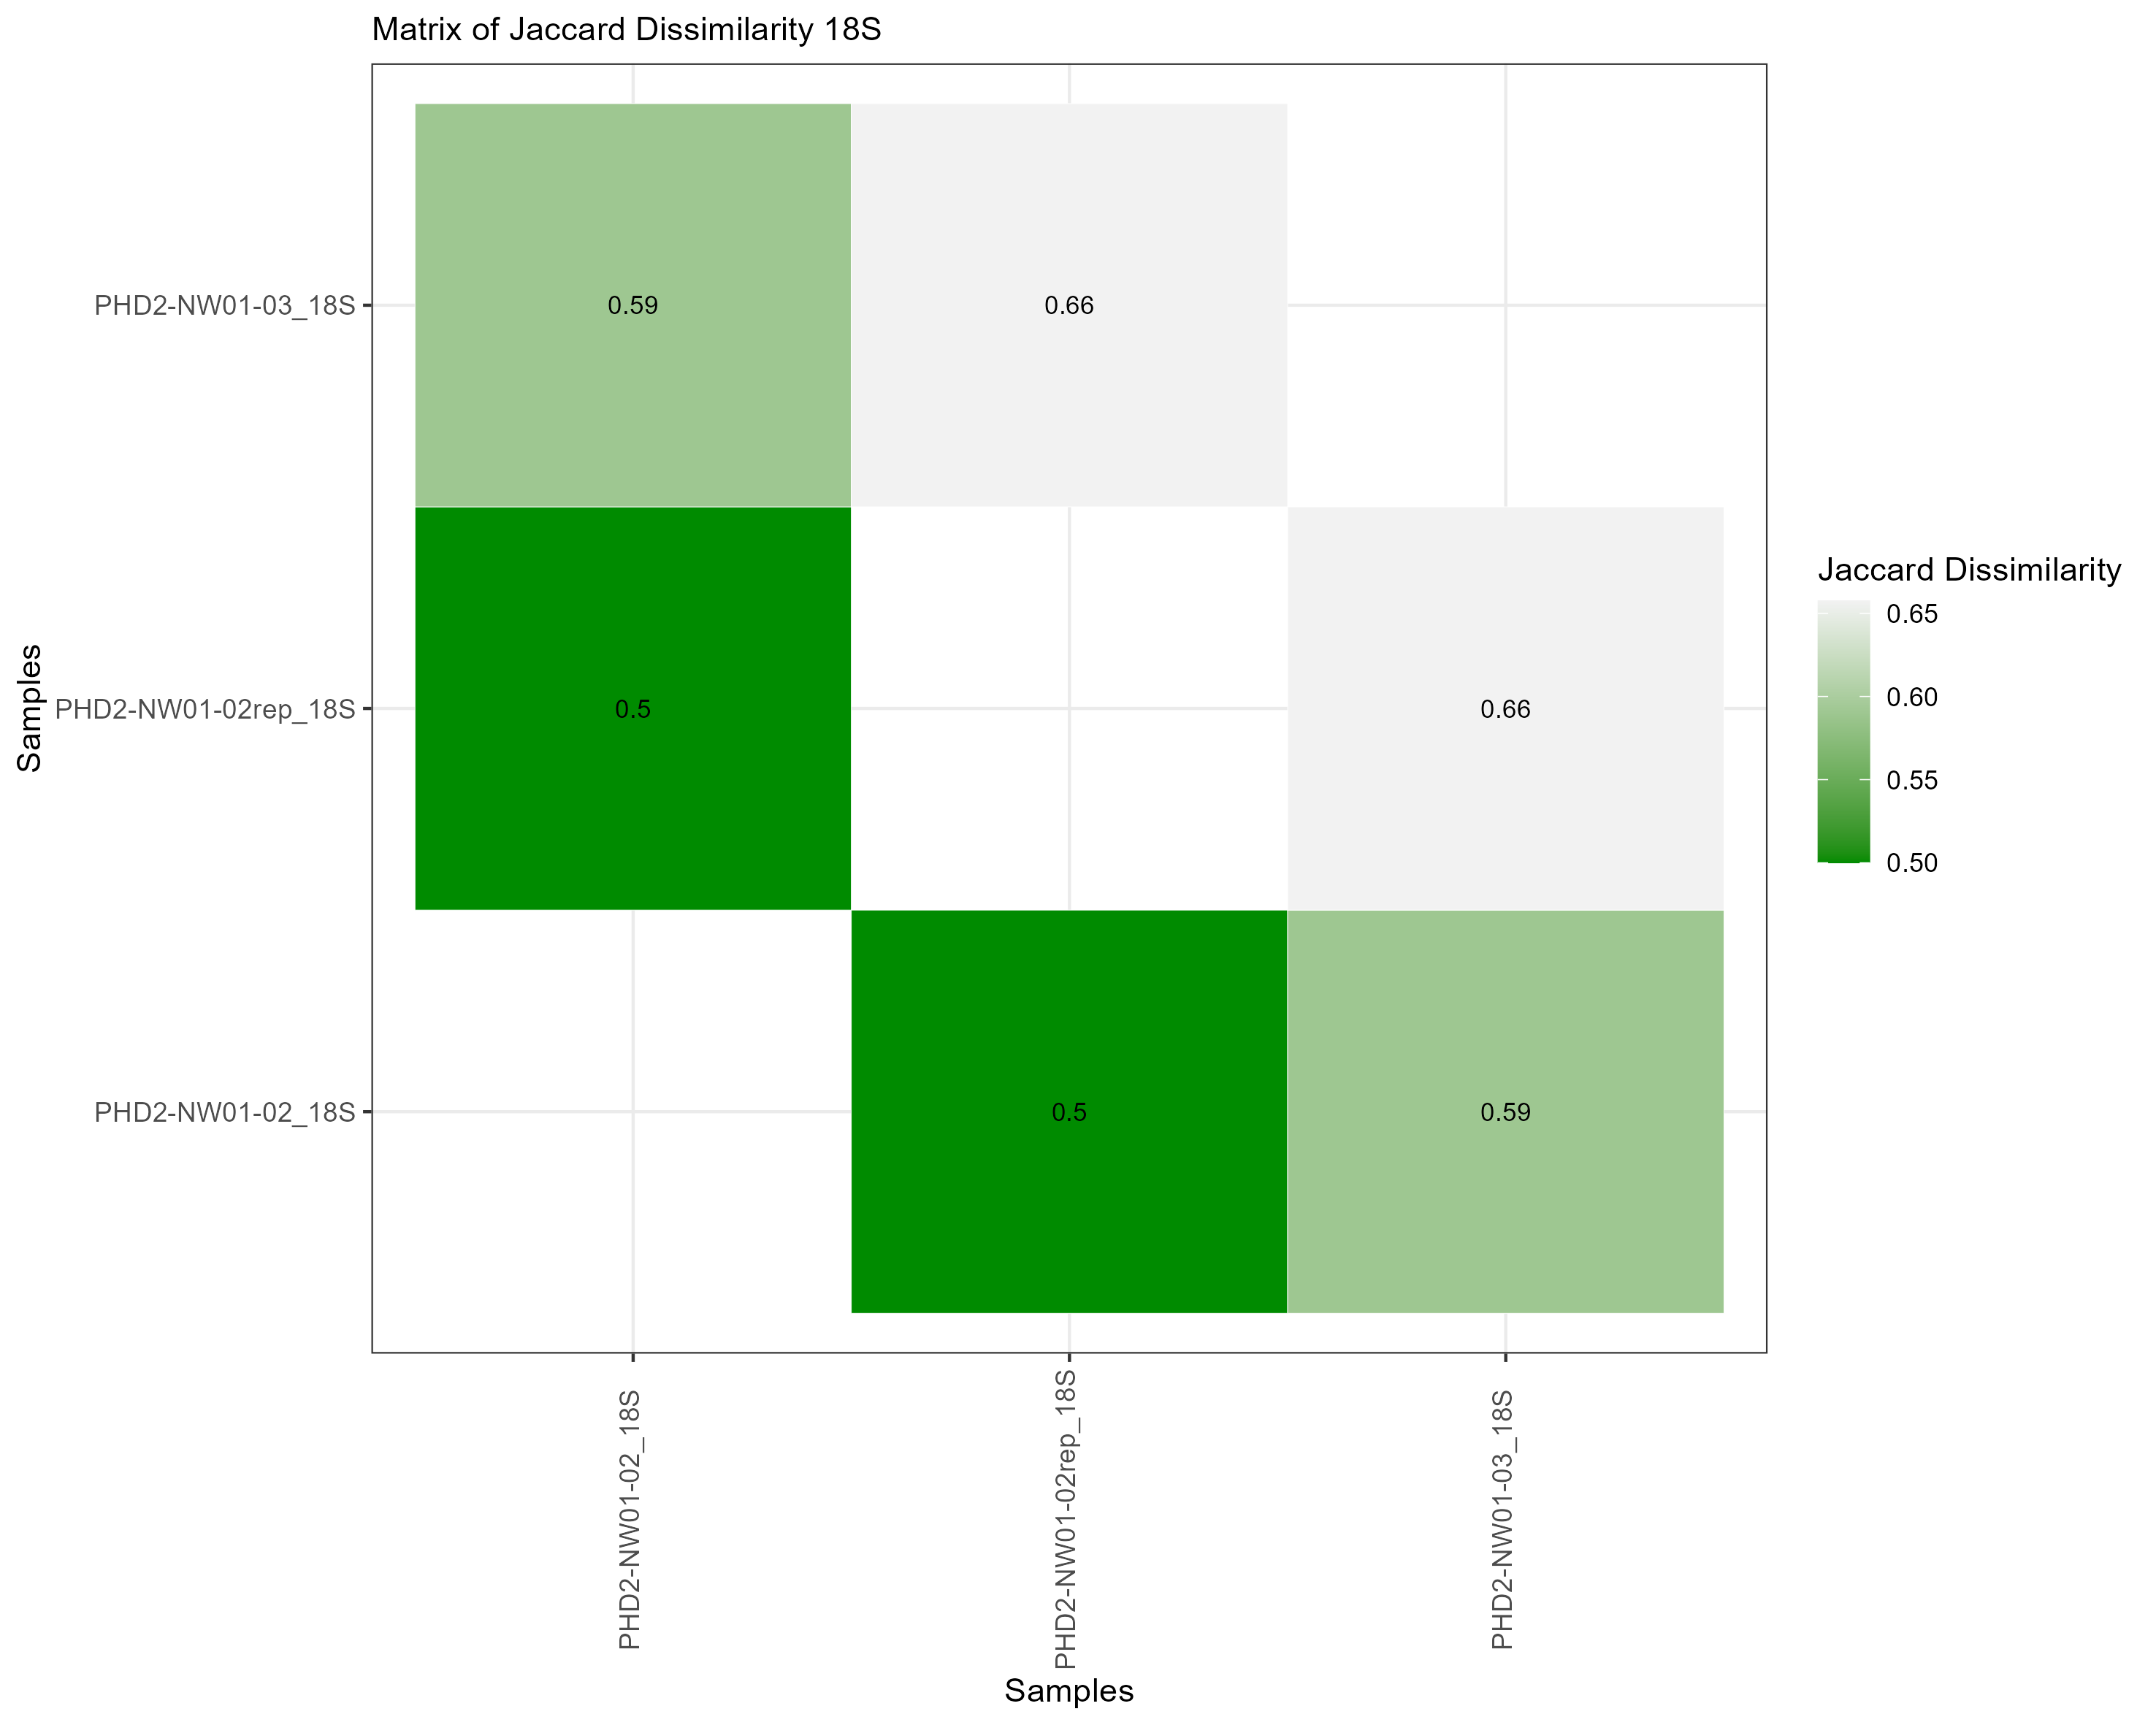 Matrix of Jaccard Dissimilarity 18S
PHD2-NW01-03_18S
0.59
0.66
PHD2-NW01-02rep_18S
0.5
0.66
PHD2-NW01-02_18S
0.5
0.59
Samples
PHD2-NW01-02_18S
PHD2-NW01-02rep_18S
PHD2-NW01-03_18S
Samples
Jaccard Dissimilarity
0.65
0.60
0.55
0.50